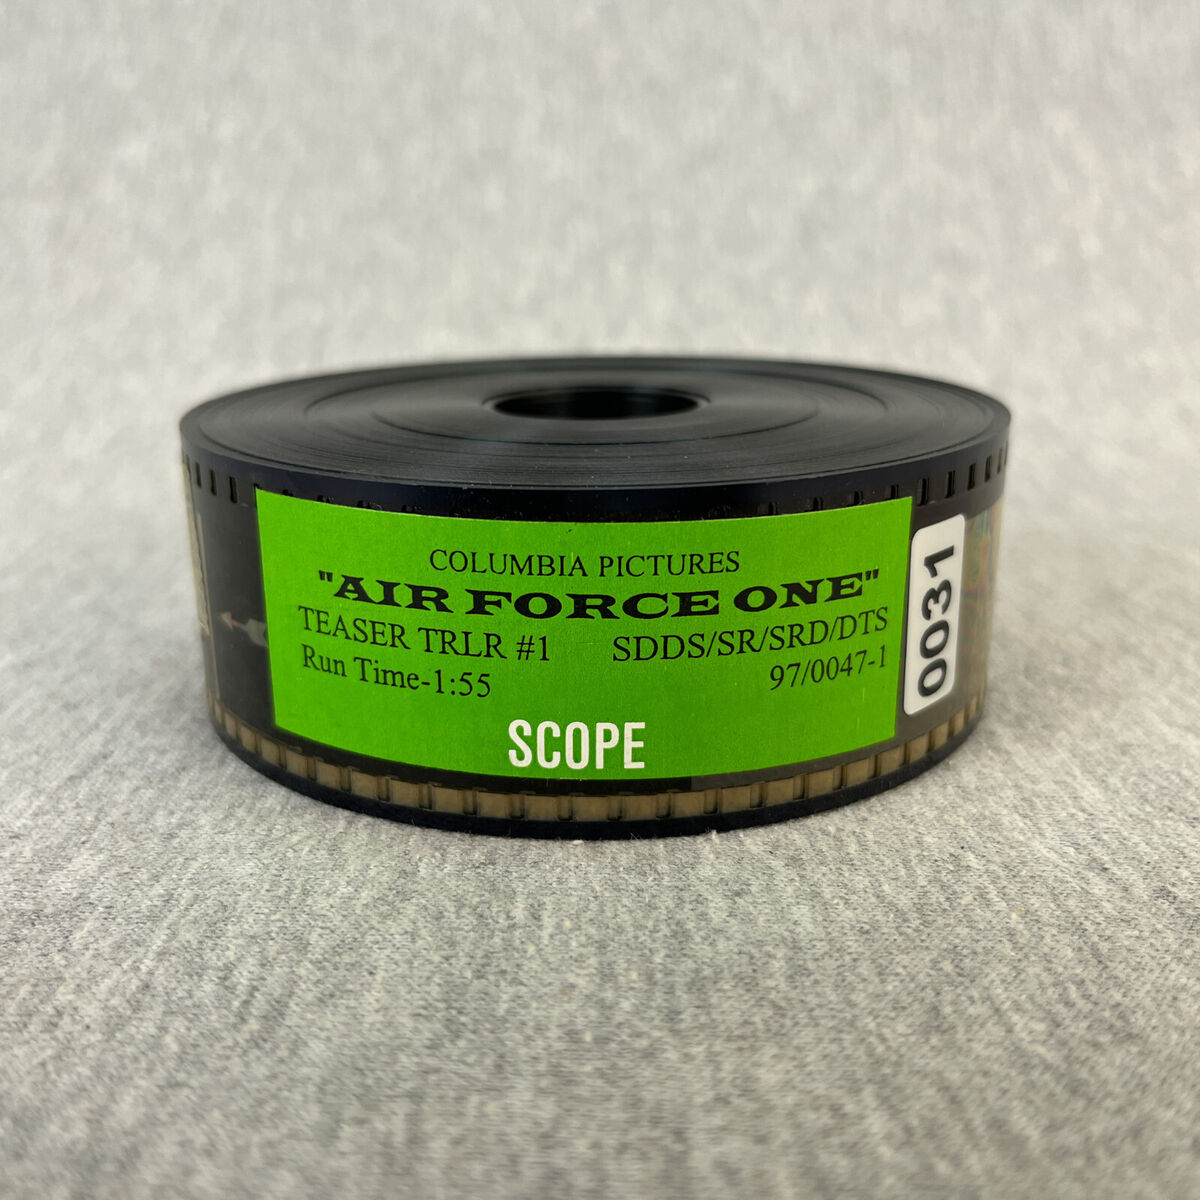 COLUMBIA PICTURES
"AIR FORCE ONE"
TEASER TRLR #1 SDDS/SR/SRD/DTS
Run Time-1:55 97/0047-1
SCOPE
0031